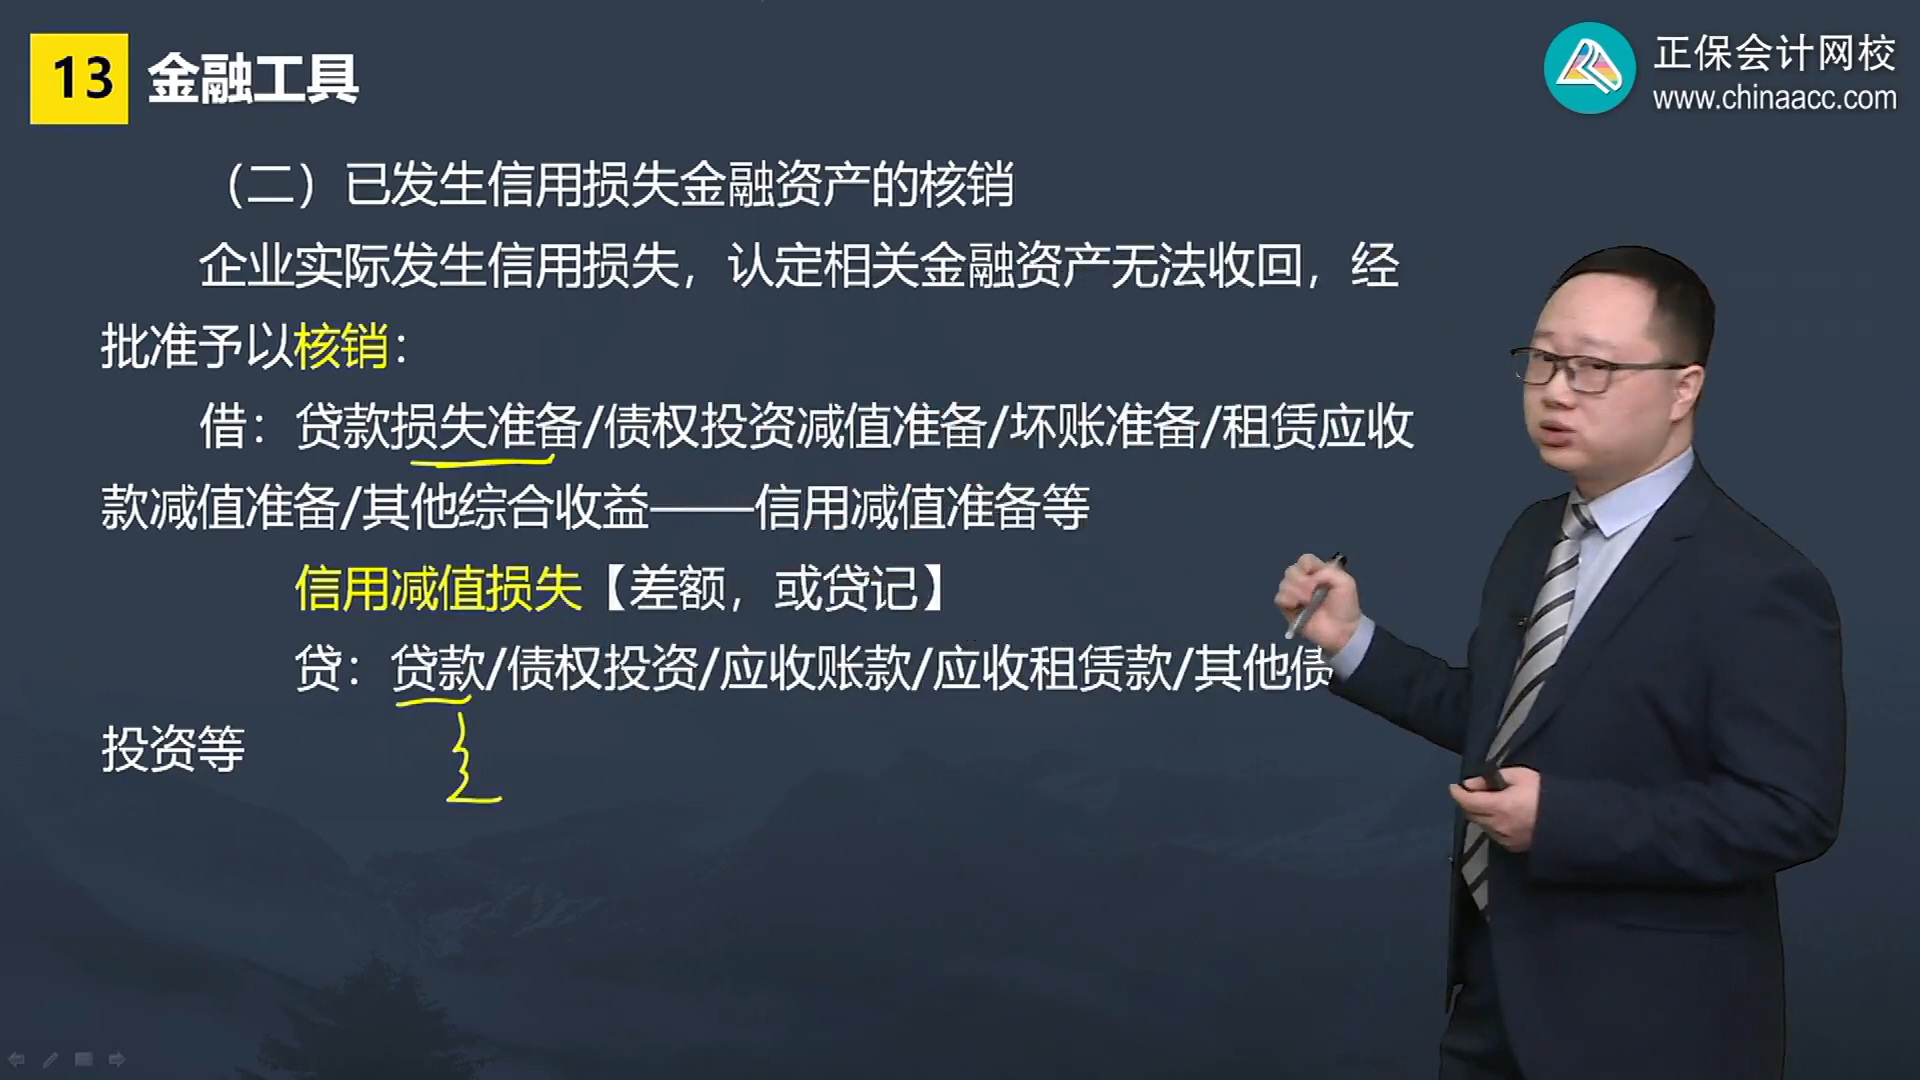 13 金融工具
正保会计网校
www.chinaacc.com
（二）已发生信用损失金融资产的核销
企业实际发生信用损失，认定相关金融资产无法收回，经
批准予以核销：
借：贷款损失准备/债权投资减值准备/坏账准备/租赁应收
款减值准备/其他综合收益——信用减值准备等
信用减值损失【差额，或贷记】
贷：贷款/债权投资/应收账款/应收租赁款/其他债
投资等